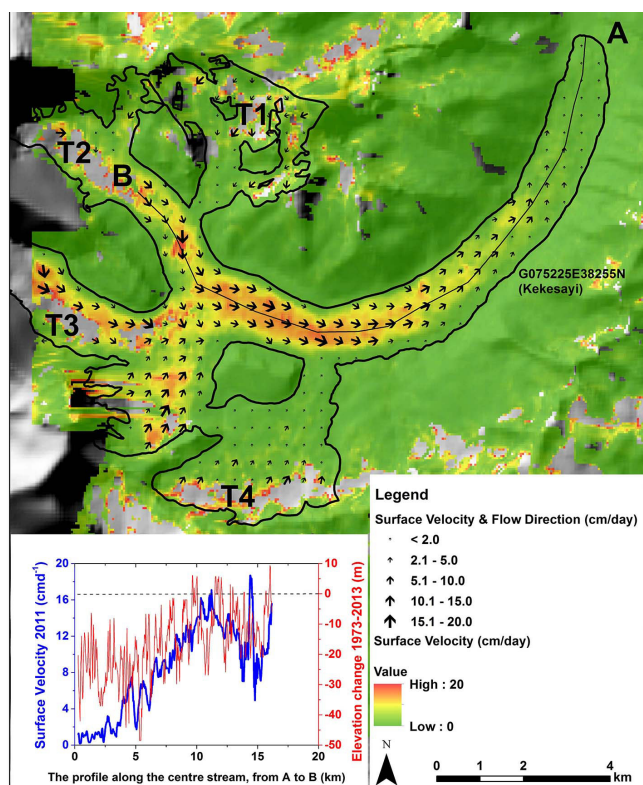 A
T1
T2
B
G075225E38255N
(Kekesayi)
T3
T4
Legend
Surface Velocity & Flow Direction (cm/day)
< 2.0
2.1 - 5.0
5.1 - 10.0
10.1 - 15.0
15.1 - 20.0
Surface Velocity (cm/day)
Value
High : 20
Low : 0
N
0 1 2 4
km
Surface Velocity 2011 (cmd⁻¹)
20
16
12
8
4
0
10
0
-10
-20
-30
-40
-50
Elevation change 1973-2013 (m)
0 5 10 15 20
The profile along the centre stream, from A to B (km)